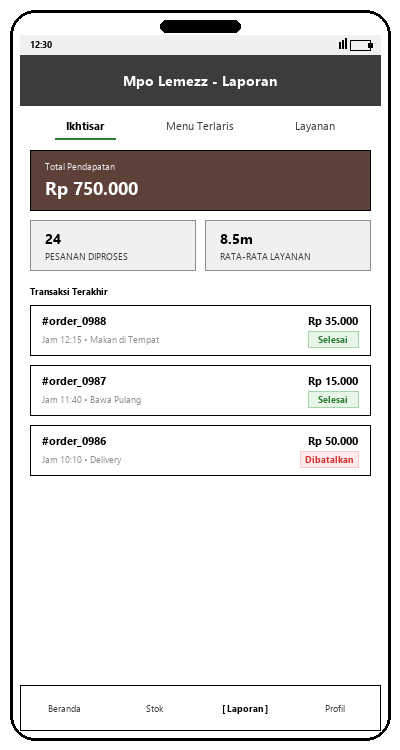 12:30
Mpo Lemezz - Laporan
Ikhtisar Menu Terlaris Layanan
Total Pendapatan
Rp 750.000
24
PESANAN DIPROSES
8.5m
RATA-RATA LAYANAN
Transaksi Terakhir
#order_0988 Rp 35.000
Jam 12:15 • Makan di Tempat Selesai
#order_0987 Rp 15.000
Jam 11:40 • Bawa Pulang Selesai
#order_0986 Rp 50.000
Jam 10:10 • Delivery Dibatalkan
Beranda Stok [Laporan] Profil